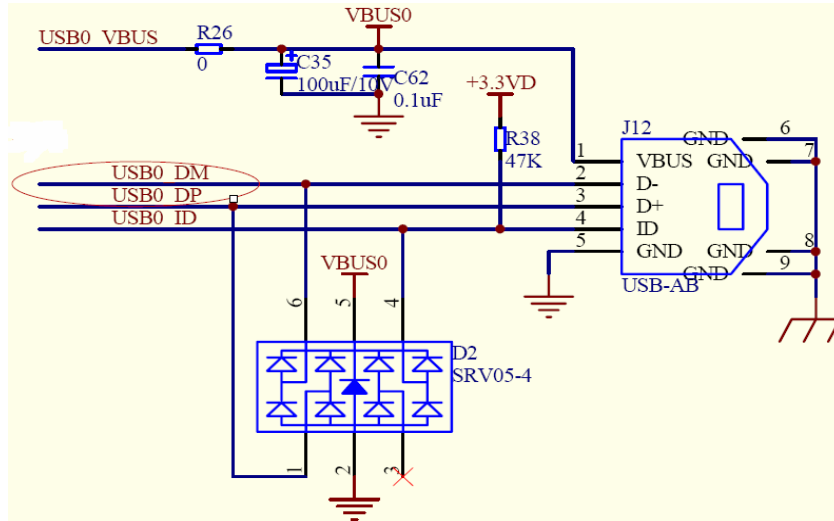 VBUS0
USB0_VBUS
R26
0
C35
100uF/10V
C62
0.1uF
+3.3VD
R38
47K
J12
USB0_DM
USB0_DP
USB0_ID
1
2
3
4
5
VBUS
D-
D+
ID
GND
GND
GND
GND
GND
6
7
8
9
USB-AB
VBUS0
6
5
4
D2
SRV05-4
1
2
3